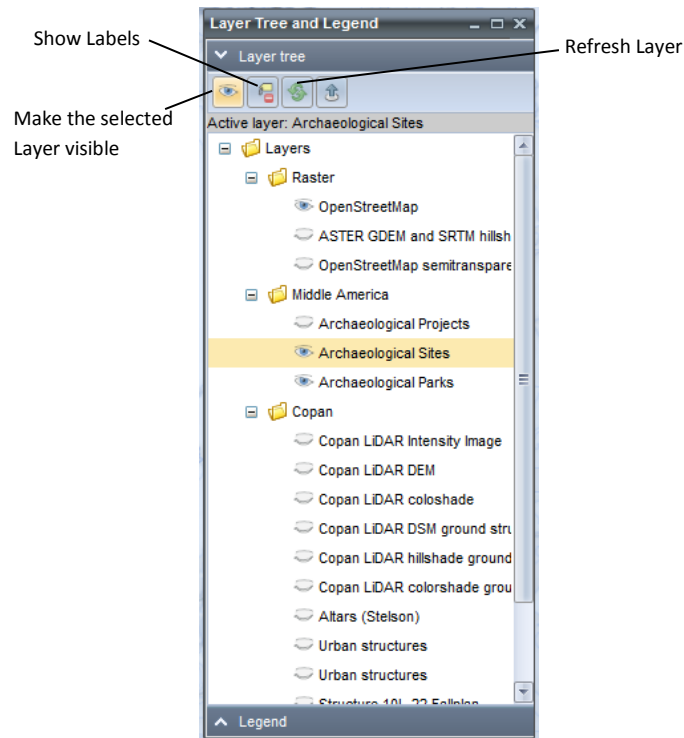 Layer Tree and Legend
Show Labels
Refresh Layer
Layer tree
Make the selected
Layer visible
Active layer: Archaeological Sites
Layers
Raster
OpenStreetMap
ASTER GDEM and SRTM hillsh
OpenStreetMap semitranspare
Middle America
Archaeological Projects
Archaeological Sites
Archaeological Parks
Copan
Copan LiDAR Intensity Image
Copan LiDAR DEM
Copan LiDAR coloshade
Copan LiDAR DSM ground stru
Copan LiDAR hillshade ground
Copan LiDAR colorshade grou
Altars (Stelson)
Urban structures
Urban structures
Structure 10L-22
Legend